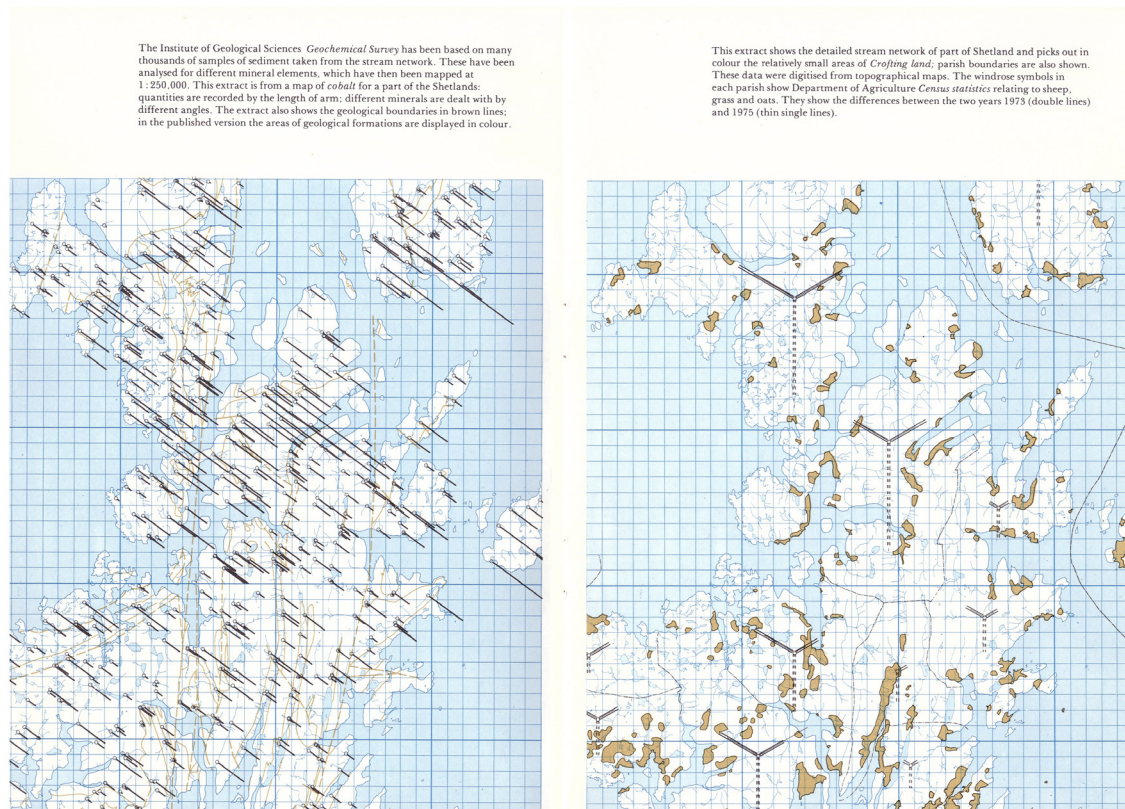 The Institute of Geological Sciences Geochemical Survey has been based on many
thousands of samples of sediment taken from the stream network. These have been
analysed for different mineral elements, which have then been mapped at
1:250,000. This extract is from a map of cobalt for a part of the Shetlands:
quantities are recorded by the length of arm; different minerals are dealt with by
different angles. The extract also shows the geological boundaries in brown lines;
in the published version the areas of geological formations are displayed in colour.
This extract shows the detailed stream network of part of Shetland and picks out in
colour the relatively small areas of Crofting land; parish boundaries are also shown.
These data were digitised from topographical maps. The windrose symbols in
each parish show Department of Agriculture Census statistics relating to sheep,
grass and oats. They show the differences between the two years 1973 (double lines)
and 1975 (thin single lines).